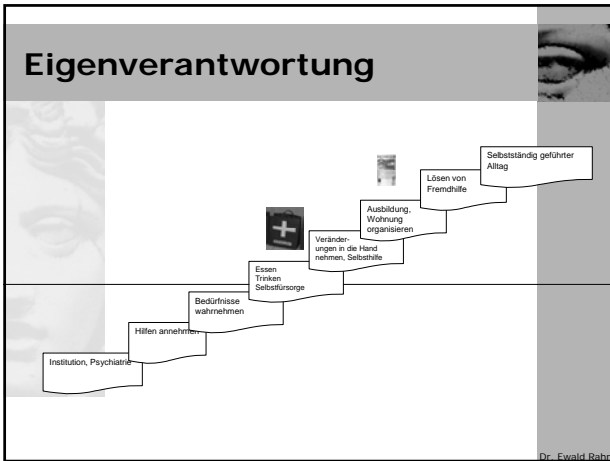 Eigenverantwortung
Selbstständig geführter
Alltag
Lösen von
Fremdhilfe
Ausbildung,
Wohnung
organisieren
Veränder-
ungen in die Hand
nehmen, Selbsthilfe
Essen
Trinken
Selbstfürsorge
Bedürfnisse
wahrnehmen
Hilfen annehmen
Institution, Psychiatrie
Dr. Ewald Rahn